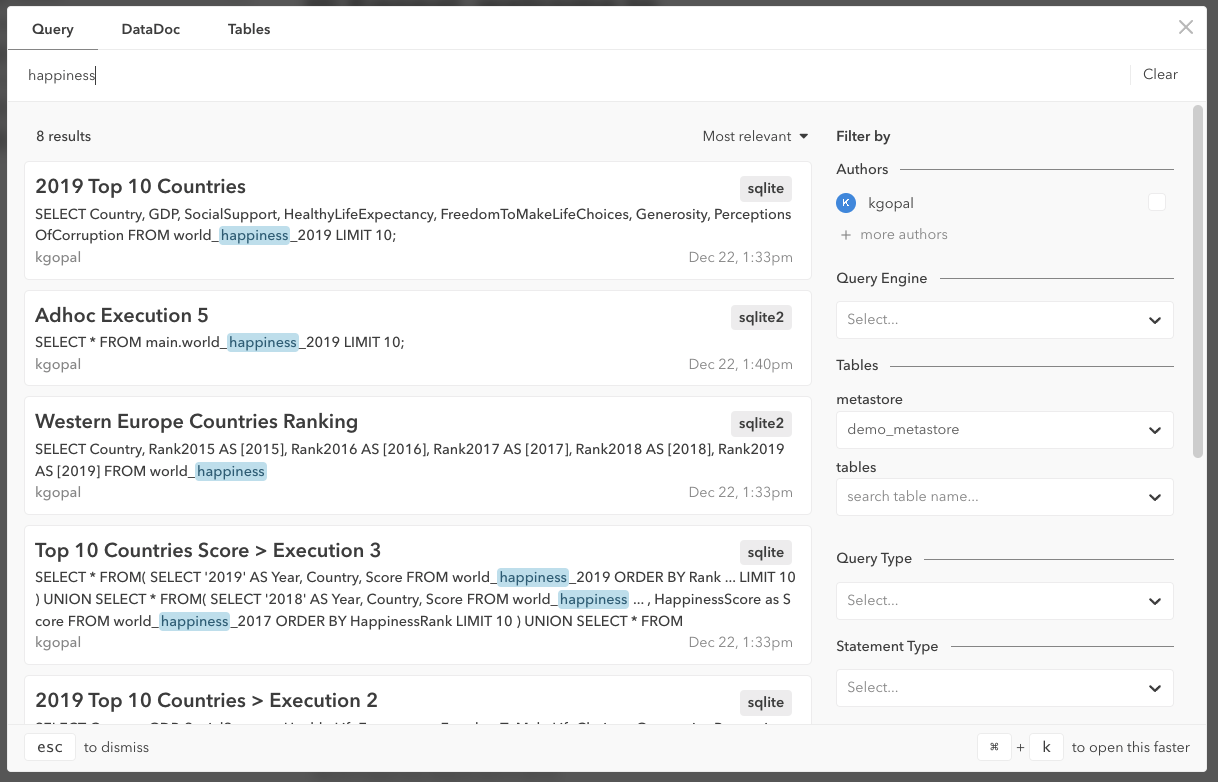 Query DataDoc Tables
happiness
Clear
8 results
Most relevant
2019 Top 10 Countries
sqlite
SELECT Country, GDP, SocialSupport, HealthyLifeExpectancy, FreedomToMakeLifeChoices, Generosity, Perceptions
OfCorruption FROM world_happiness_2019 LIMIT 10;
kgopal
Dec 22, 1:33pm
Adhoc Execution 5
sqlite2
SELECT * FROM main.world_happiness_2019 LIMIT 10;
kgopal
Dec 22, 1:40pm
Western Europe Countries Ranking
sqlite2
SELECT Country, Rank2015 AS [2015], Rank2016 AS [2016], Rank2017 AS [2017], Rank2018 AS [2018], Rank2019
AS [2019] FROM world_happiness
kgopal
Dec 22, 1:33pm
Top 10 Countries Score > Execution 3
sqlite
SELECT * FROM( SELECT '2019' AS Year, Country, Score FROM world_happiness_2019 ORDER BY Rank ... LIMIT 10
) UNION SELECT * FROM( SELECT '2018' AS Year, Country, Score FROM world_happiness ... , HappinessScore as S
core FROM world_happiness_2017 ORDER BY HappinessRank LIMIT 10 ) UNION SELECT * FROM
kgopal
Dec 22, 1:33pm
2019 Top 10 Countries > Execution 2
sqlite
Filter by
Authors
K kgopal
+ more authors
Query Engine
Select...
Tables
metastore
demo_metastore
tables
search table name...
Query Type
Select...
Statement Type
Select...
esc to dismiss
⌘ + k to open this faster